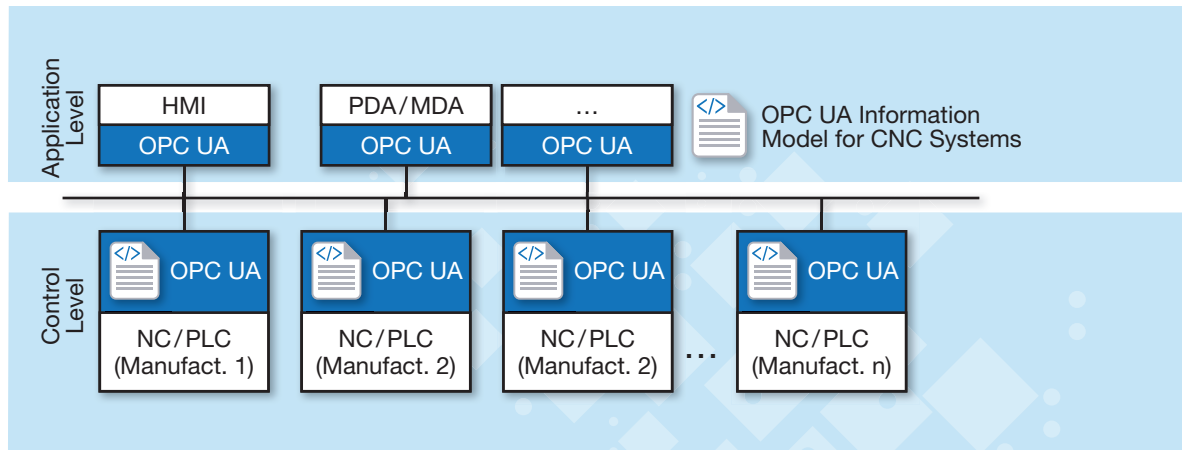 Application
Level
HMI
OPC UA
PDA/MDA
OPC UA
...
OPC UA
</>
OPC UA Information
Model for CNC Systems
Control
Level
</>
OPC UA
NC/PLC
(Manufact. 1)
</>
OPC UA
NC/PLC
(Manufact. 2)
</>
OPC UA
NC/PLC
(Manufact. 2)
...
</>
OPC UA
NC/PLC
(Manufact. n)